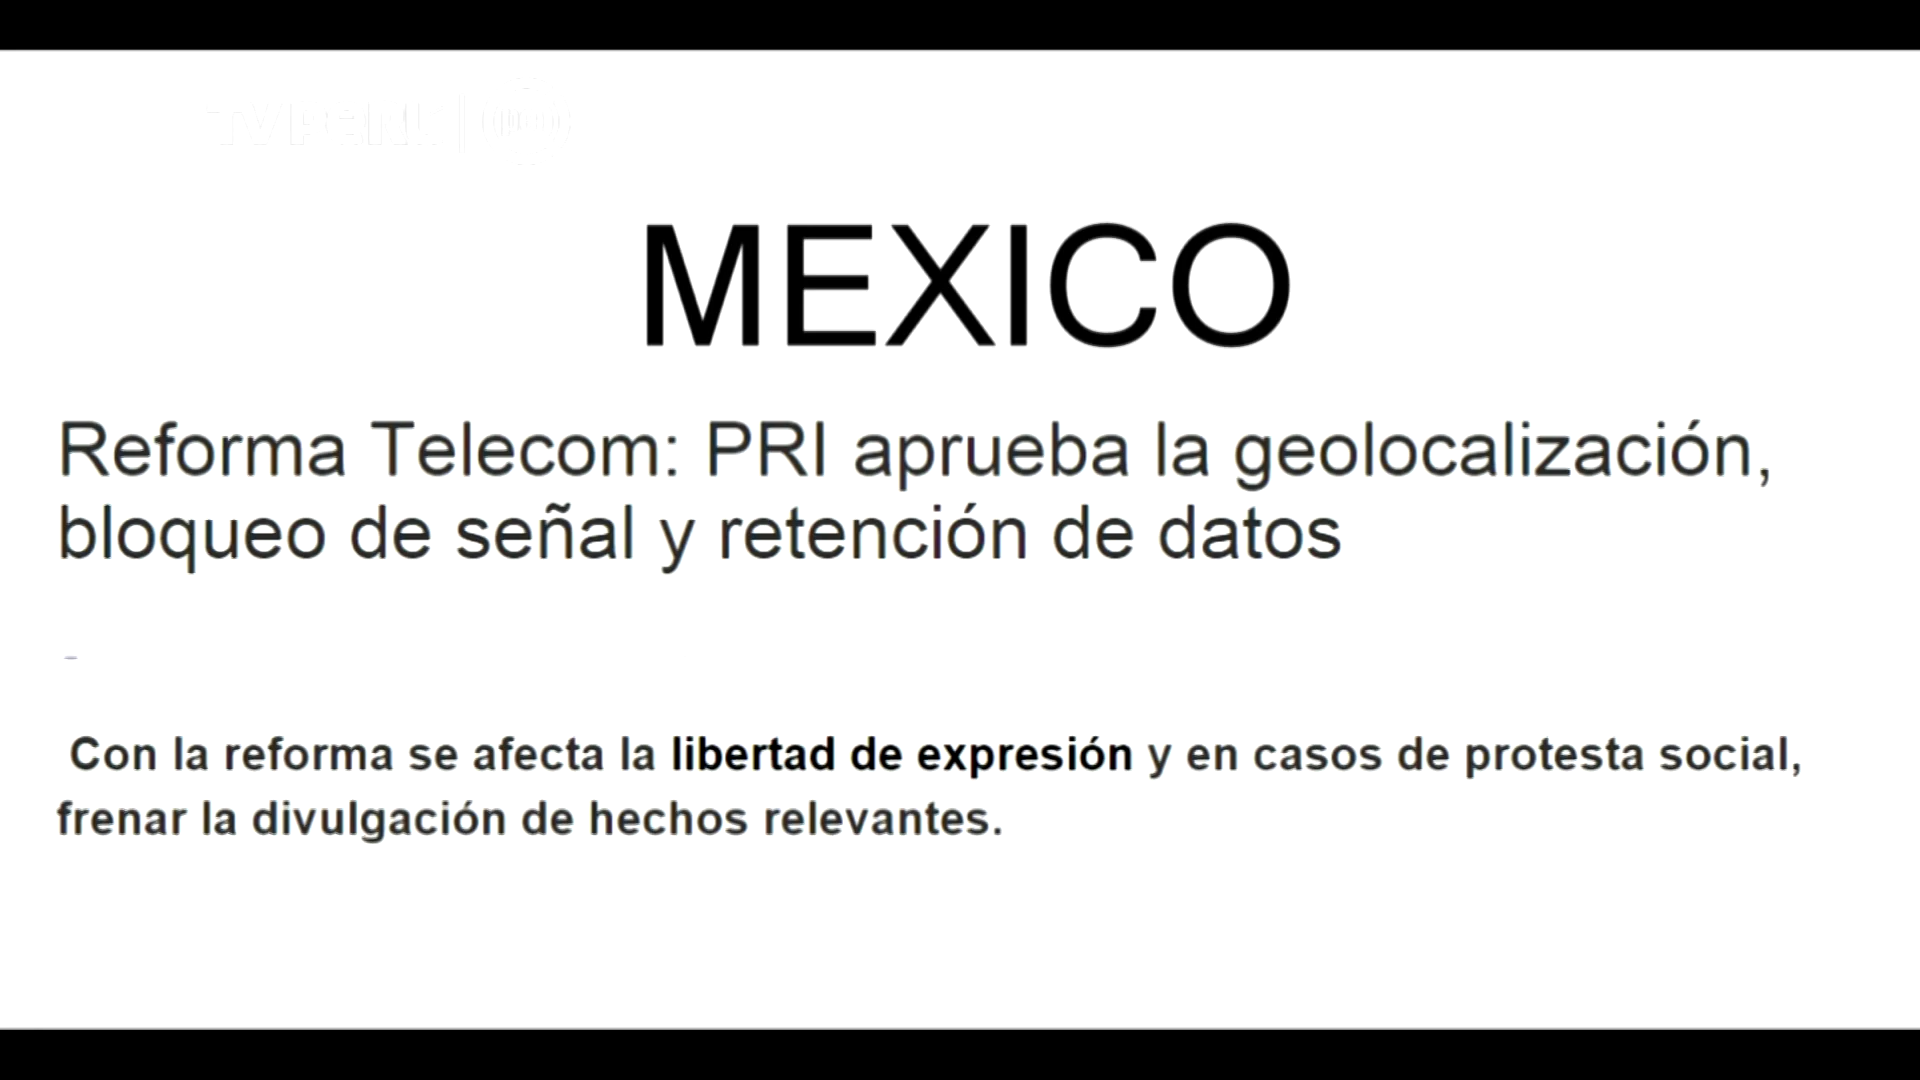 MEXICO
Reforma Telecom: PRI aprueba la geolocalización,
bloqueo de señal y retención de datos
Con la reforma se afecta la libertad de expresión y en casos de protesta social,
frenar la divulgación de hechos relevantes.